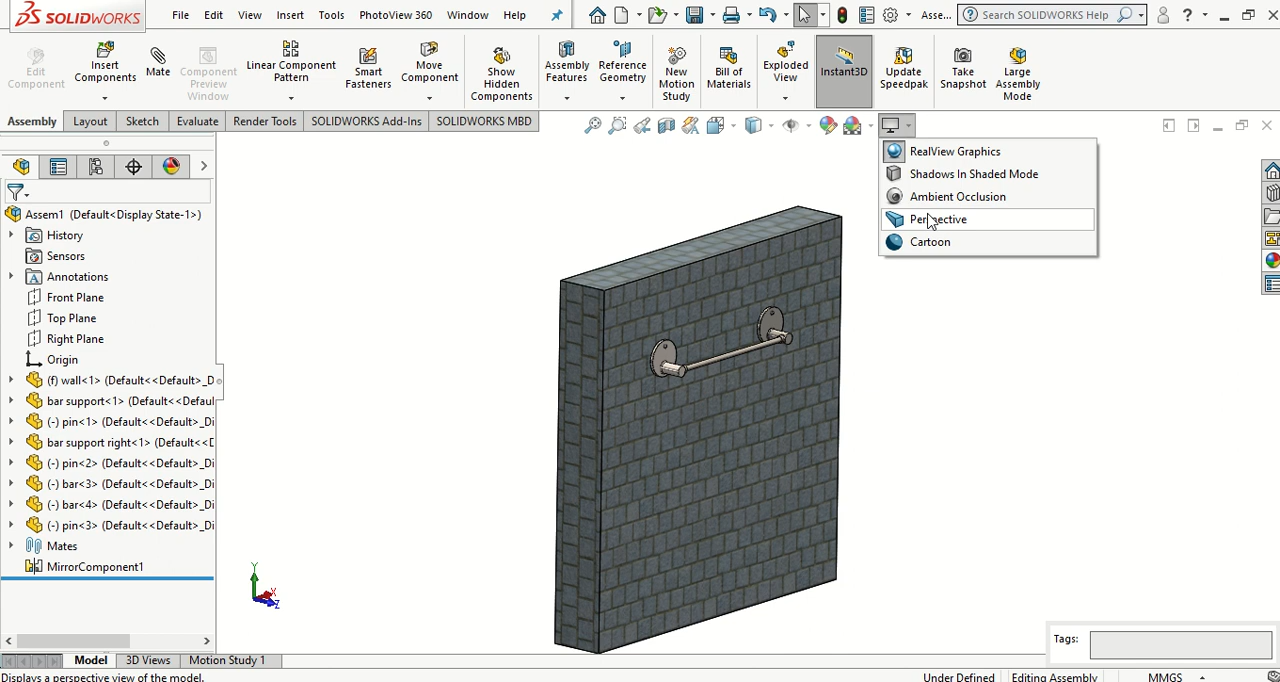 SOLIDWORKS File Edit View Insert Tools PhotoView 360 Window Help Asse... Search SOLIDWORKS Help ?
Edit Component
Insert Components
Mate
Component Preview Window
Linear Component Pattern
Smart Fasteners
Move Component
Show Hidden Components
Assembly Features
Reference Geometry
New Motion Study
Bill of Materials
Exploded View
Instant3D
Update Speedpak
Take Snapshot
Large Assembly Mode
Assembly Layout Sketch Evaluate Render Tools SOLIDWORKS Add-Ins SOLIDWORKS MBD
RealView Graphics
Shadows In Shaded Mode
Ambient Occlusion
Perspective
Cartoon
Assem1 (Default<Display State-1>)
History
Sensors
Annotations
Front Plane
Top Plane
Right Plane
Origin
(f) wall<1> (Default<<Default>_D
bar support<1> (Default<<Defaul
(-) pin<1> (Default<<Default>_Di
bar support right<1> (Default<<D
(-) pin<2> (Default<<Default>_Di
(-) bar<3> (Default<<Default>_Di
(-) bar<4> (Default<<Default>_Di
(-) pin<3> (Default<<Default>_Di
Mates
MirrorComponent1
Y
X
Z
Tags:
Model 3D Views Motion Study 1
Displays a perspective view of the model. Under Defined Editing Assembly MMGS